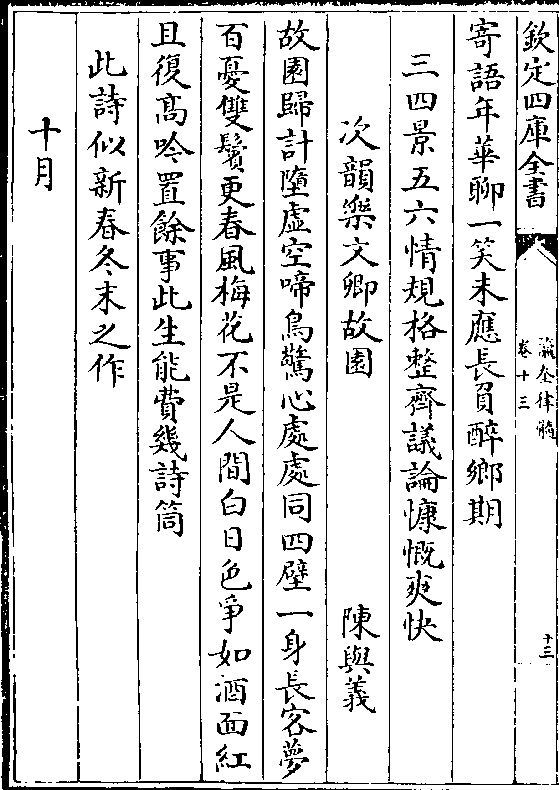 欽定四庫全書
瀛奎律髓
卷十三
十三
寄語年華聊一笑未應長負醉鄉期
三四景五六情規格整齊議論慷慨爽快
次韻樂文卿故園　陳與義
故園歸計墮虛空啼鳥驚心處處同四壁一身長客夢
百憂雙鬢更春風梅花不是人間白日色爭如酒面紅
且復髙吟置餘事此生能費幾詩筒
此詩似新春冬末之作
十月